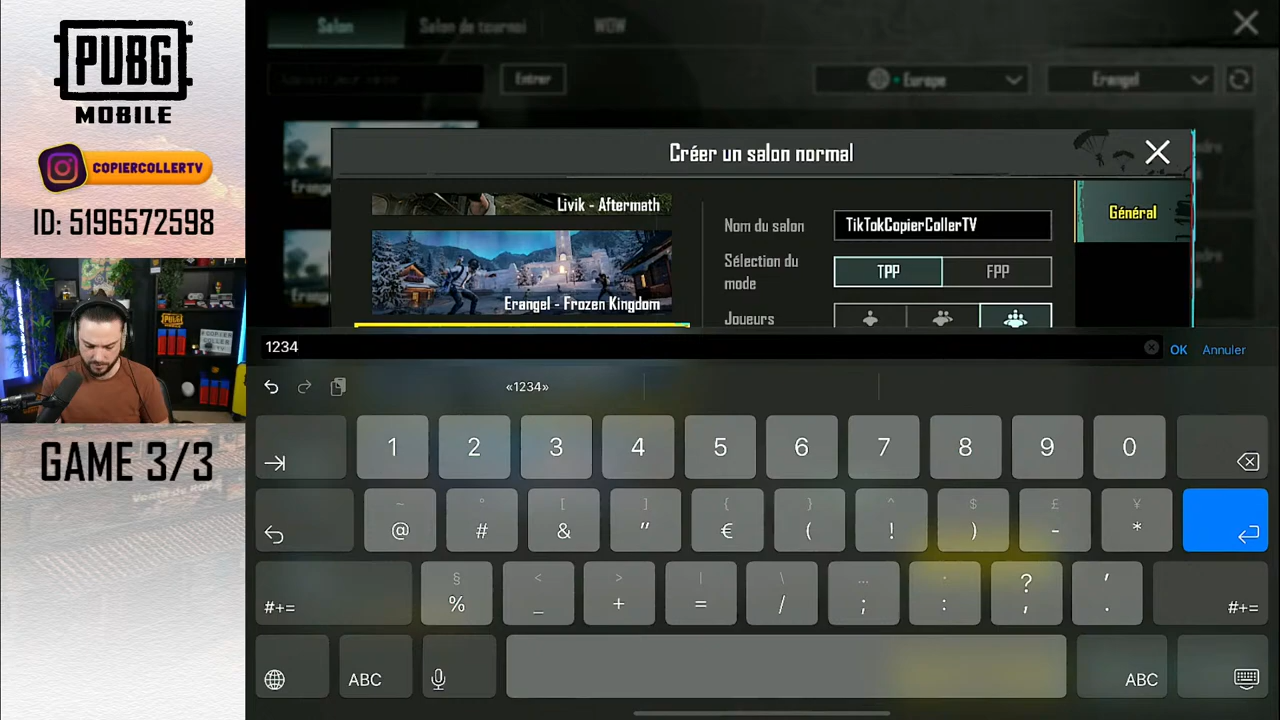 PUBG
MOBILE
COPIERCOLLERTV
ID: 5196572598
GAME 3/3
Salon
Salon de tournoi
WOW
Entrer
Europe
Erangel
Créer un salon normal
Livik - Aftermath
Erangel - Frozen Kingdom
Nom du salon
TikTokCopierCollerTV
Sélection du
mode
TPP
FPP
Joueurs
Général
1234
OK
Annuler
«1234»
1 2 3 4 5 6 7 8 9 0
~ ° [ ] { } ^ $ £ ¥
@ # & " € ( ! ) - *
§ < > | \ … : ?
#+= % _ + = / ; : , ' . #+=
ABC
ABC